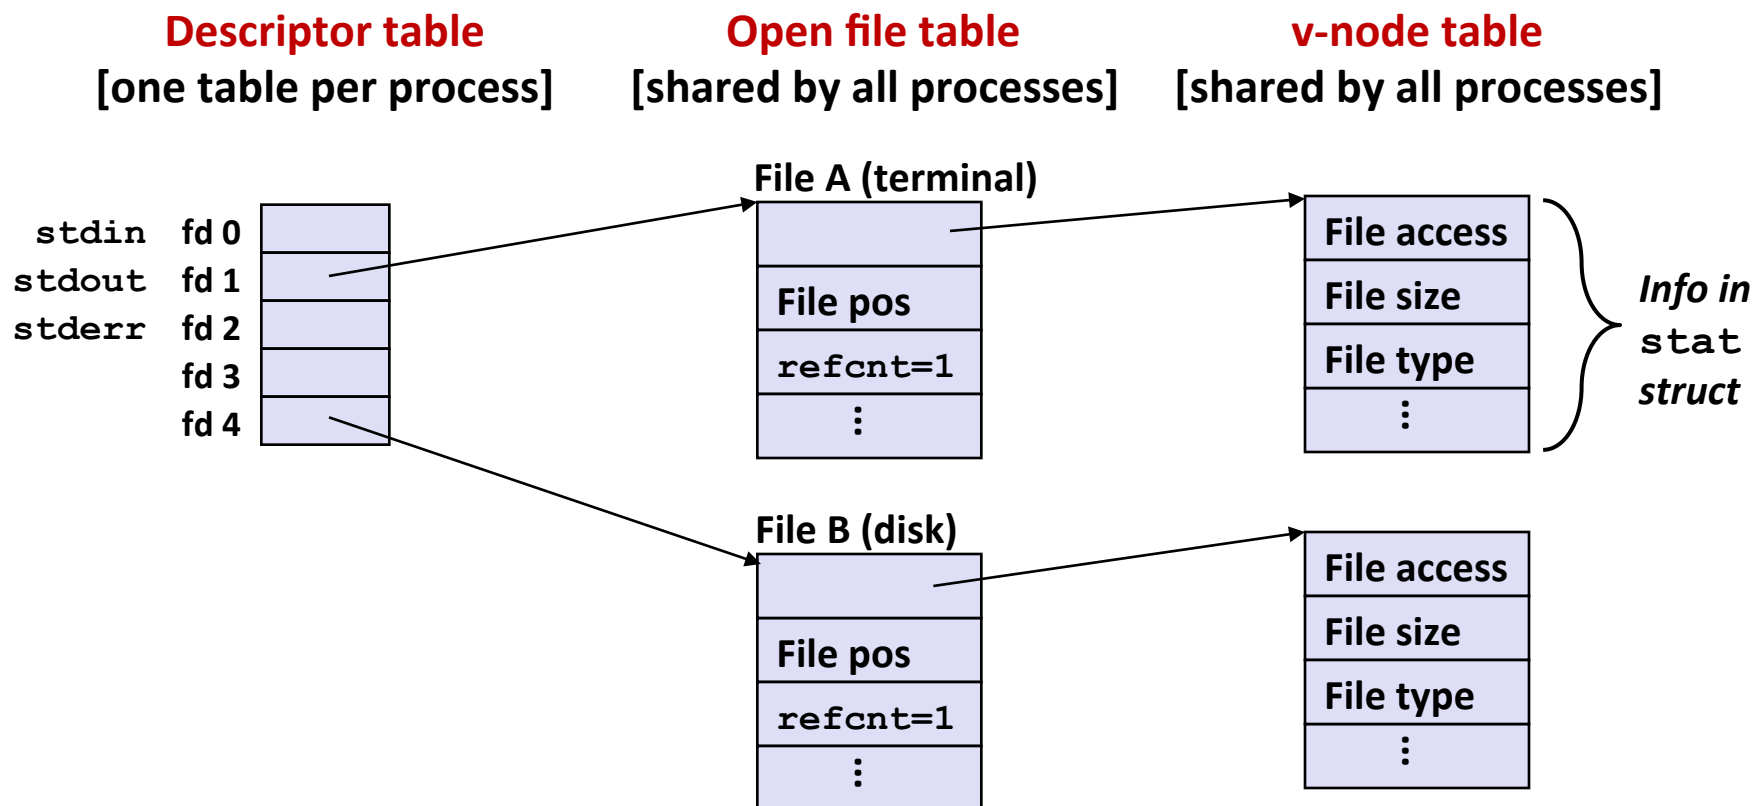 Descriptor table
[one table per process]
Open file table
[shared by all processes]
v-node table
[shared by all processes]
stdin fd 0
stdout fd 1
stderr fd 2
fd 3
fd 4
File A (terminal)
File pos
refcnt=1
⋮
File B (disk)
File pos
refcnt=1
⋮
File access
File size
File type
⋮
Info in
stat
struct
File access
File size
File type
⋮